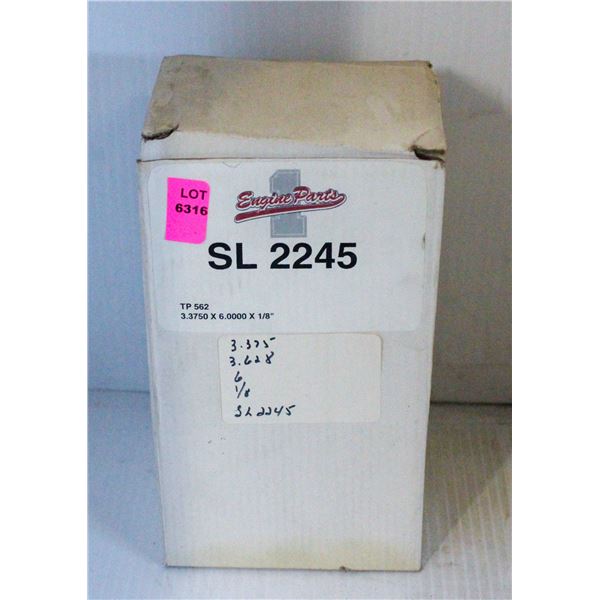 LOT
6316
1
Engine Parts
SL 2245
TP 562
3.3750 X 6.0000 X 1/8"
3.375
3.628
6
1/8
SL2245